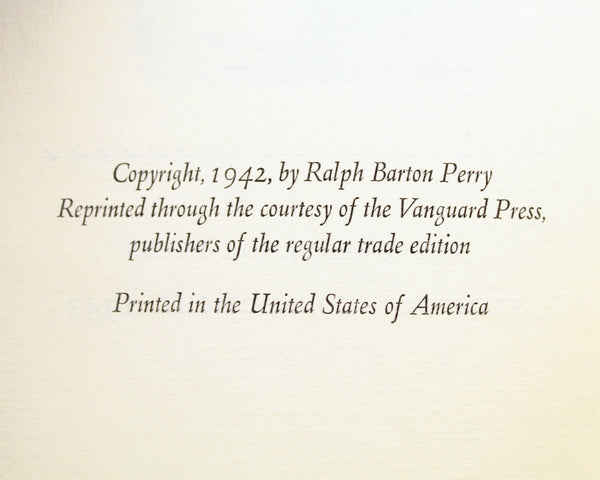 Copyright, 1942, by Ralph Barton Perry
Reprinted through the courtesy of the Vanguard Press,
publishers of the regular trade edition
Printed in the United States of America